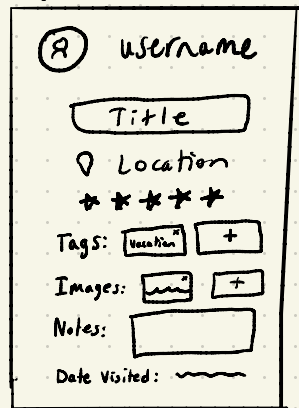 username
Title
Location
Tags: Vacation x +
Images: +
Notes:
Date Visited: